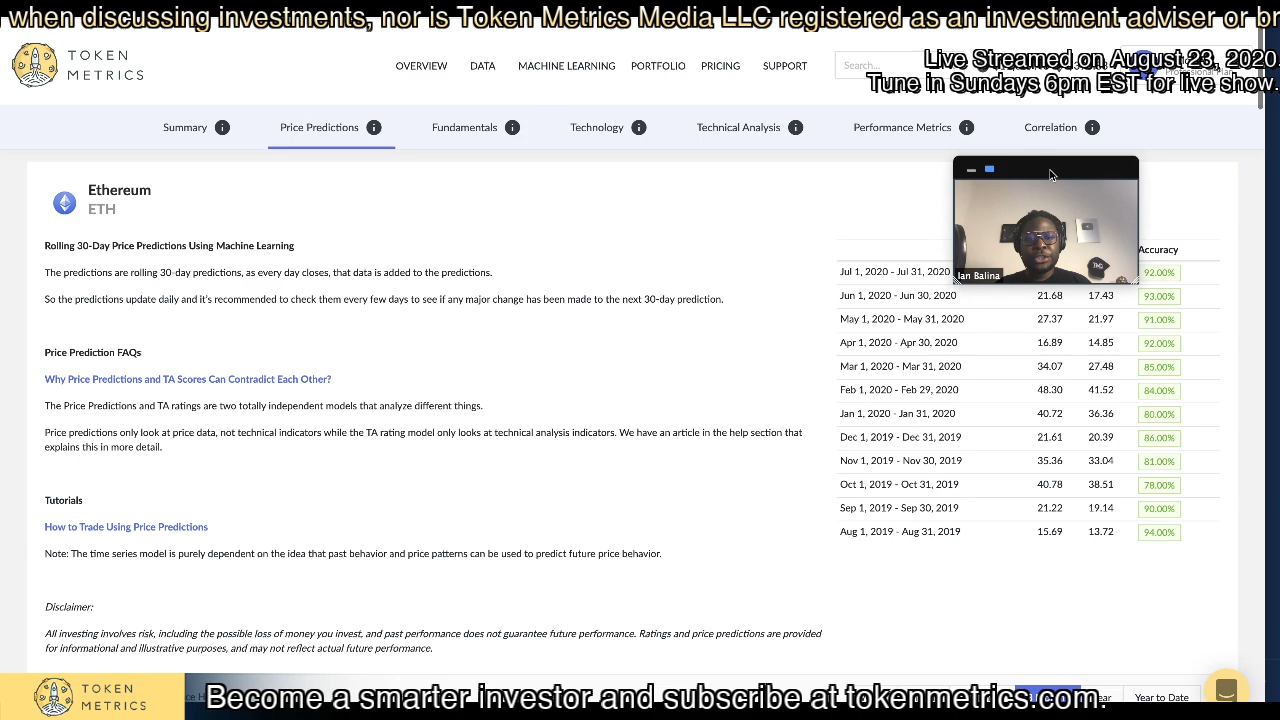 when discussing investments, nor is Token Metrics Media LLC registered as an investment adviser or br
TOKEN
METRICS
OVERVIEW
DATA
MACHINE LEARNING
PORTFOLIO
PRICING
SUPPORT
Search...
Live Streamed on August 23, 2020.
Professional Plan
Tune in Sundays 6pm EST for live show.
Summary
Price Predictions
Fundamentals
Technology
Technical Analysis
Performance Metrics
Correlation
Ethereum
ETH
Rolling 30-Day Price Predictions Using Machine Learning
The predictions are rolling 30-day predictions, as every day closes, that data is added to the predictions.
So the predictions update daily and it's recommended to check them every few days to see if any major change has been made to the next 30-day prediction.
Price Prediction FAQs
Why Price Predictions and TA Scores Can Contradict Each Other?
The Price Predictions and TA ratings are two totally independent models that analyze different things.
Price predictions only look at price data, not technical indicators while the TA rating model only looks at technical analysis indicators. We have an article in the help section that
explains this in more detail.
Tutorials
How to Trade Using Price Predictions
Note: The time series model is purely dependent on the idea that past behavior and price patterns can be used to predict future price behavior.
Disclaimer:
All investing involves risk, including the possible loss of money you invest, and past performance does not guarantee future performance. Ratings and price predictions are provided
for informational and illustrative purposes, and may not reflect actual future performance.
Ian Balina
Accuracy
Jul 1, 2020 - Jul 31, 2020 92.00%
Jun 1, 2020 - Jun 30, 2020 21.68 17.43 93.00%
May 1, 2020 - May 31, 2020 27.37 21.97 91.00%
Apr 1, 2020 - Apr 30, 2020 16.89 14.85 92.00%
Mar 1, 2020 - Mar 31, 2020 34.07 27.48 85.00%
Feb 1, 2020 - Feb 29, 2020 48.30 41.52 84.00%
Jan 1, 2020 - Jan 31, 2020 40.72 36.36 80.00%
Dec 1, 2019 - Dec 31, 2019 21.61 20.39 86.00%
Nov 1, 2019 - Nov 30, 2019 35.36 33.04 81.00%
Oct 1, 2019 - Oct 31, 2019 40.78 38.51 78.00%
Sep 1, 2019 - Sep 30, 2019 21.22 19.14 90.00%
Aug 1, 2019 - Aug 31, 2019 15.69 13.72 94.00%
TOKEN
METRICS
Become a smarter investor and subscribe at tokenmetrics.com.
Year to Date